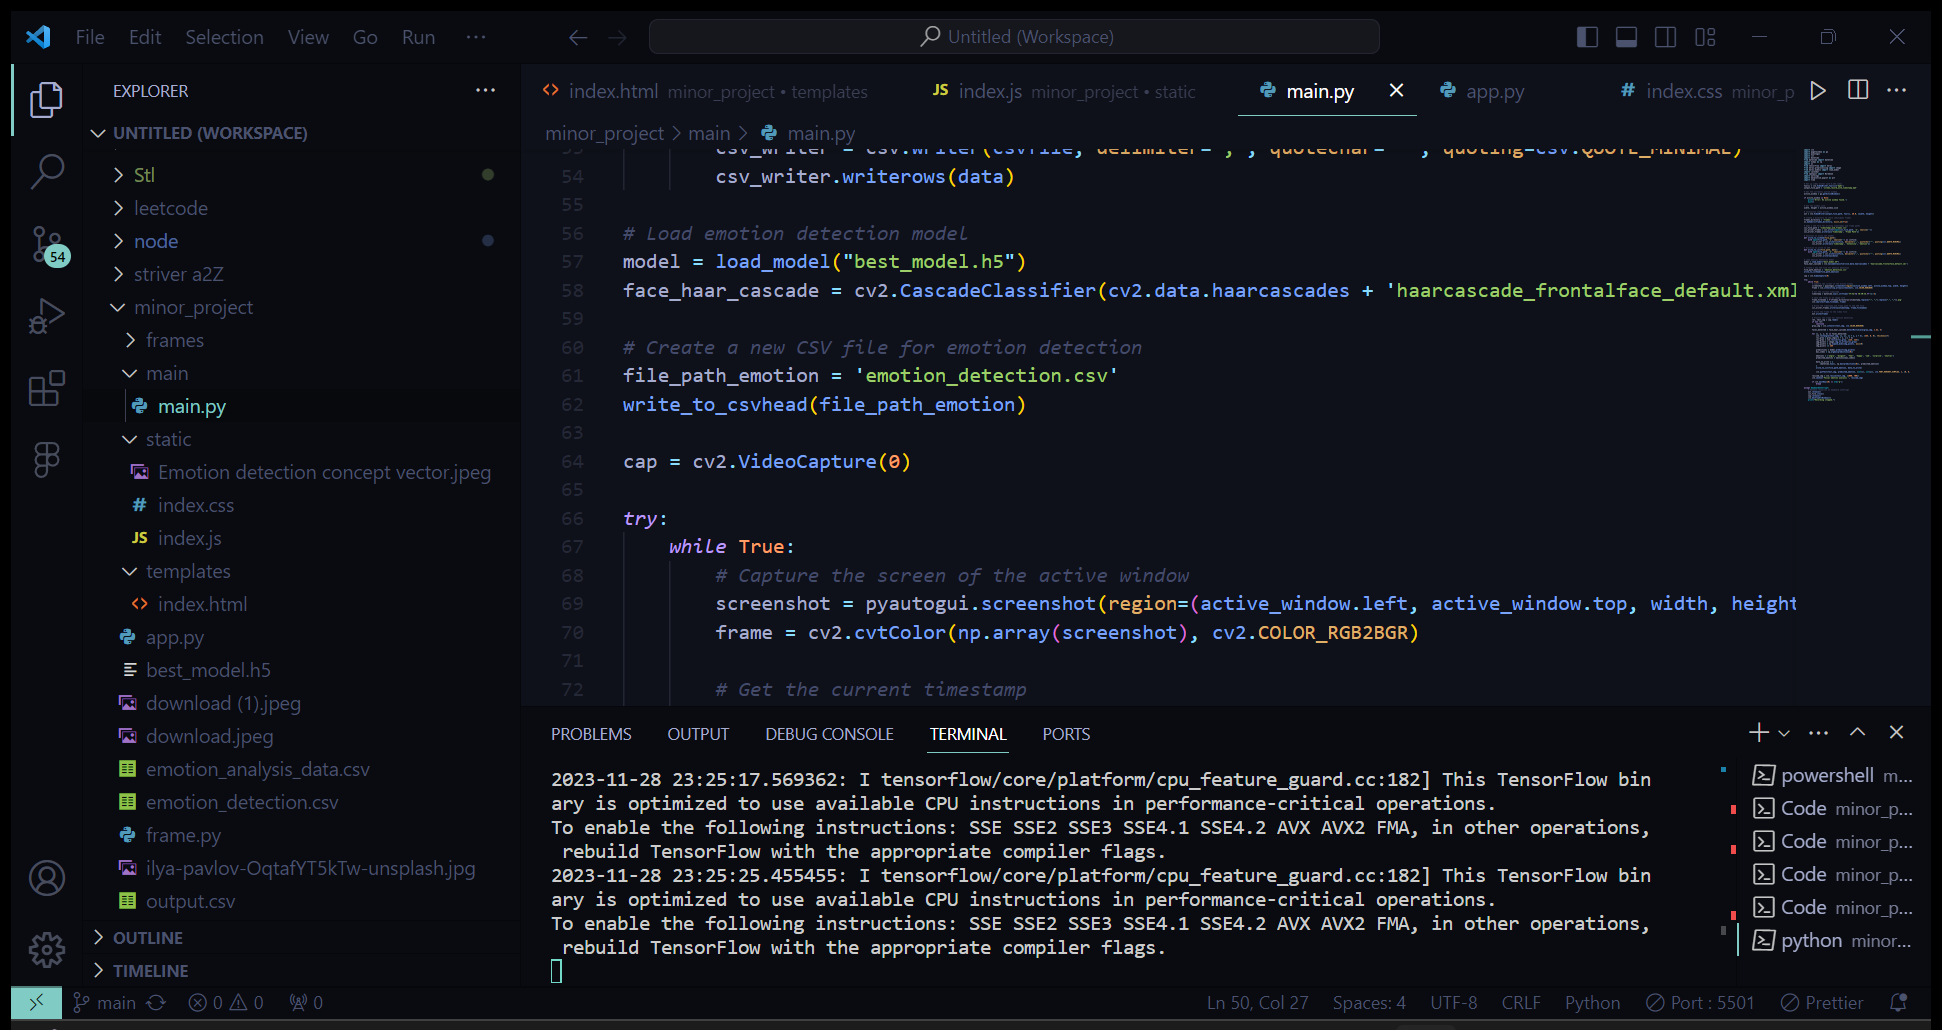 File Edit Selection View Go Run ···
Untitled (Workspace)
EXPLORER
UNTITLED (WORKSPACE)
Stl
leetcode
node
striver a2Z
minor_project
frames
main
main.py
static
Emotion detection concept vector.jpeg
# index.css
JS index.js
templates
<> index.html
app.py
best_model.h5
download (1).jpeg
download.jpeg
emotion_analysis_data.csv
emotion_detection.csv
frame.py
ilya-pavlov-OqtafYT5kTw-unsplash.jpg
output.csv
OUTLINE
TIMELINE
54
<> index.html minor_project • templates
JS index.js minor_project • static
main.py
app.py
# index.css minor_p
minor_project > main > main.py
53 csv_writer = csv.writer(csvfile, delimiter=',', quotechar=' ', quoting=csv.QUOTE_MINIMAL)
54 csv_writer.writerows(data)
55
56 # Load emotion detection model
57 model = load_model("best_model.h5")
58 face_haar_cascade = cv2.CascadeClassifier(cv2.data.haarcascades + 'haarcascade_frontalface_default.xml
59
60 # Create a new CSV file for emotion detection
61 file_path_emotion = 'emotion_detection.csv'
62 write_to_csvhead(file_path_emotion)
63
64 cap = cv2.VideoCapture(0)
65
66 try:
67 while True:
68 # Capture the screen of the active window
69 screenshot = pyautogui.screenshot(region=(active_window.left, active_window.top, width, height
70 frame = cv2.cvtColor(np.array(screenshot), cv2.COLOR_RGB2BGR)
71
72 # Get the current timestamp
PROBLEMS OUTPUT DEBUG CONSOLE TERMINAL PORTS
2023-11-28 23:25:17.569362: I tensorflow/core/platform/cpu_feature_guard.cc:182] This TensorFlow bin
ary is optimized to use available CPU instructions in performance-critical operations.
To enable the following instructions: SSE SSE2 SSE3 SSE4.1 SSE4.2 AVX AVX2 FMA, in other operations,
rebuild TensorFlow with the appropriate compiler flags.
2023-11-28 23:25:25.455455: I tensorflow/core/platform/cpu_feature_guard.cc:182] This TensorFlow bin
ary is optimized to use available CPU instructions in performance-critical operations.
To enable the following instructions: SSE SSE2 SSE3 SSE4.1 SSE4.2 AVX AVX2 FMA, in other operations,
rebuild TensorFlow with the appropriate compiler flags.
powershell m...
Code minor_p...
Code minor_p...
Code minor_p...
Code minor_p...
python minor...
main 0 0 0
Ln 50, Col 27 Spaces: 4 UTF-8 CRLF Python Port : 5501 Prettier